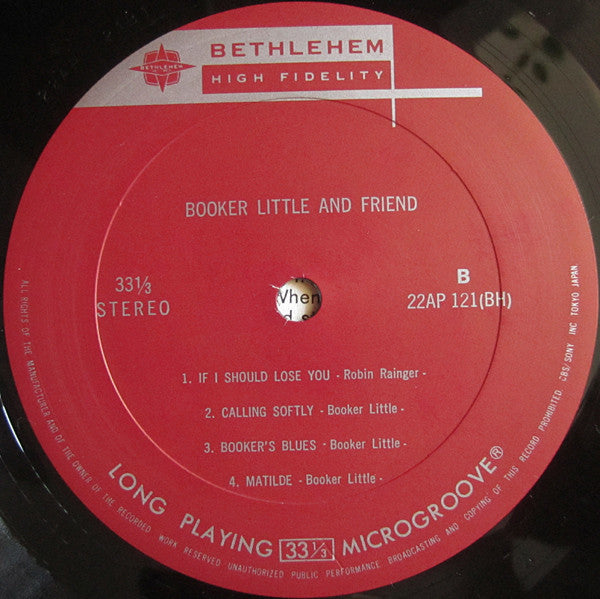 BETHLEHEM
BETHLEHEM
HIGH FIDELITY
BOOKER LITTLE AND FRIEND
33⅓
STEREO
B
22AP 121(BH)
When
1. IF I SHOULD LOSE YOU - Robin Rainger -
2. CALLING SOFTLY - Booker Little -
3. BOOKER'S BLUES - Booker Little -
4. MATILDE - Booker Little -
LONG PLAYING 33⅓ MICROGROOVE®
ALL RIGHTS OF THE MANUFACTURER AND OF THE OWNER OF THE RECORDED WORK RESERVED UNAUTHORIZED PUBLIC PERFORMANCE BROADCASTING AND COPYING OF THIS RECORD PROHIBITED. CBS/SONY INC TOKYO JAPAN